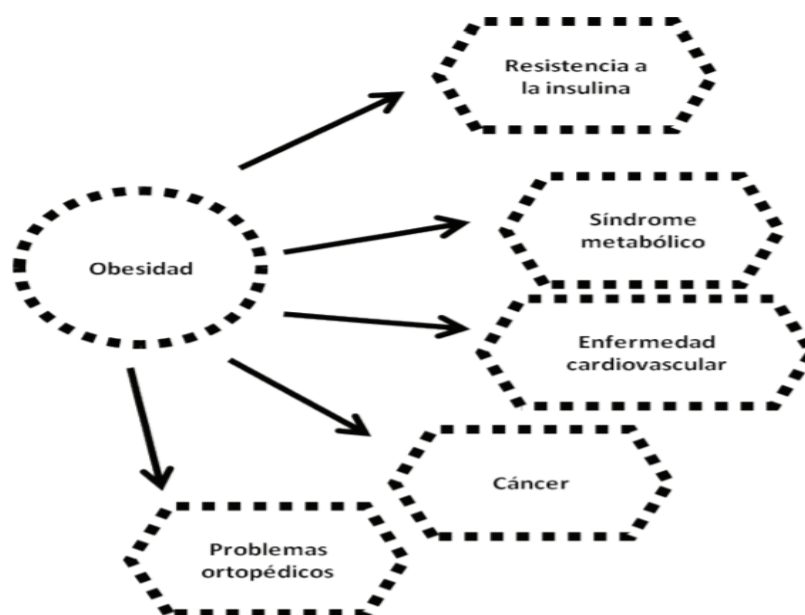 Resistencia a
la insulina
Síndrome
metabólico
Obesidad
Enfermedad
cardiovascular
Cáncer
Problemas
ortopédicos